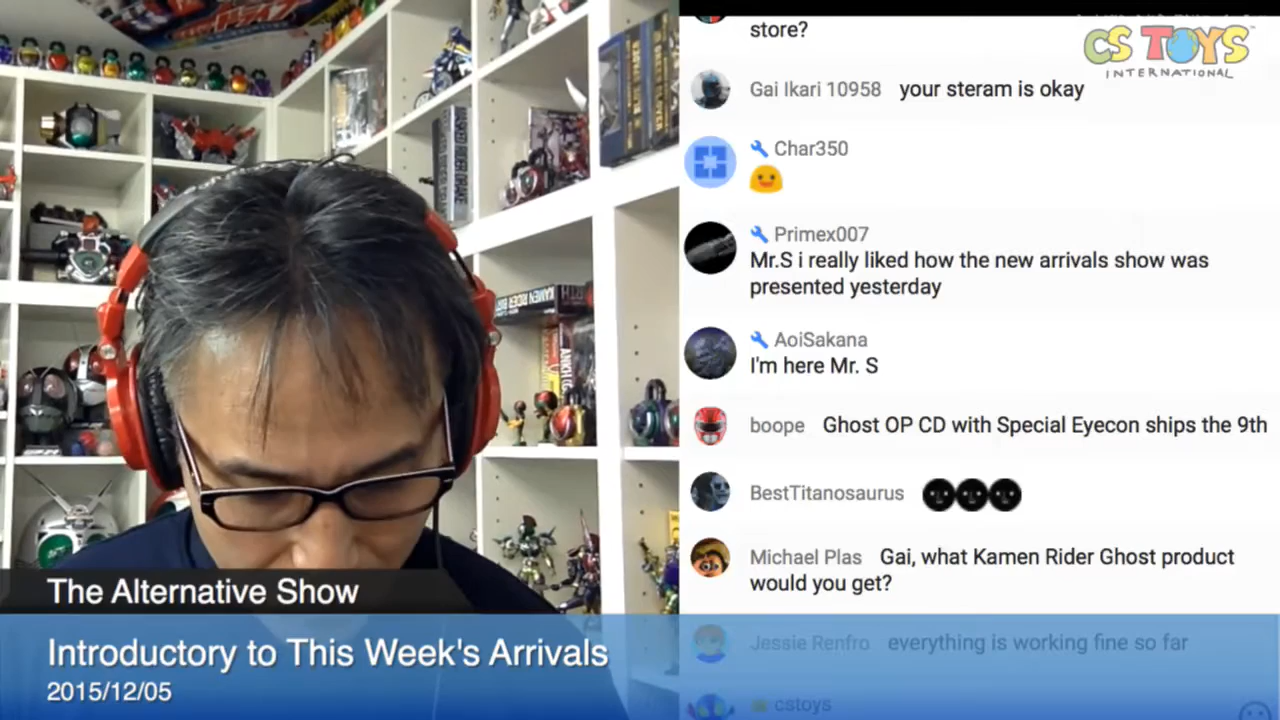 store?
CS TOYS
INTERNATIONAL
Gai Ikari 10958 your steram is okay
Char350
Primex007
Mr.S i really liked how the new arrivals show was
presented yesterday
AoiSakana
I'm here Mr. S
boope Ghost OP CD with Special Eyecon ships the 9th
BestTitanosaurus
Michael Plas Gai, what Kamen Rider Ghost product
would you get?
Jessie Renfro everything is working fine so far
cstoys
KAMEN RIDER
The Alternative Show
Introductory to This Week's Arrivals
2015/12/05